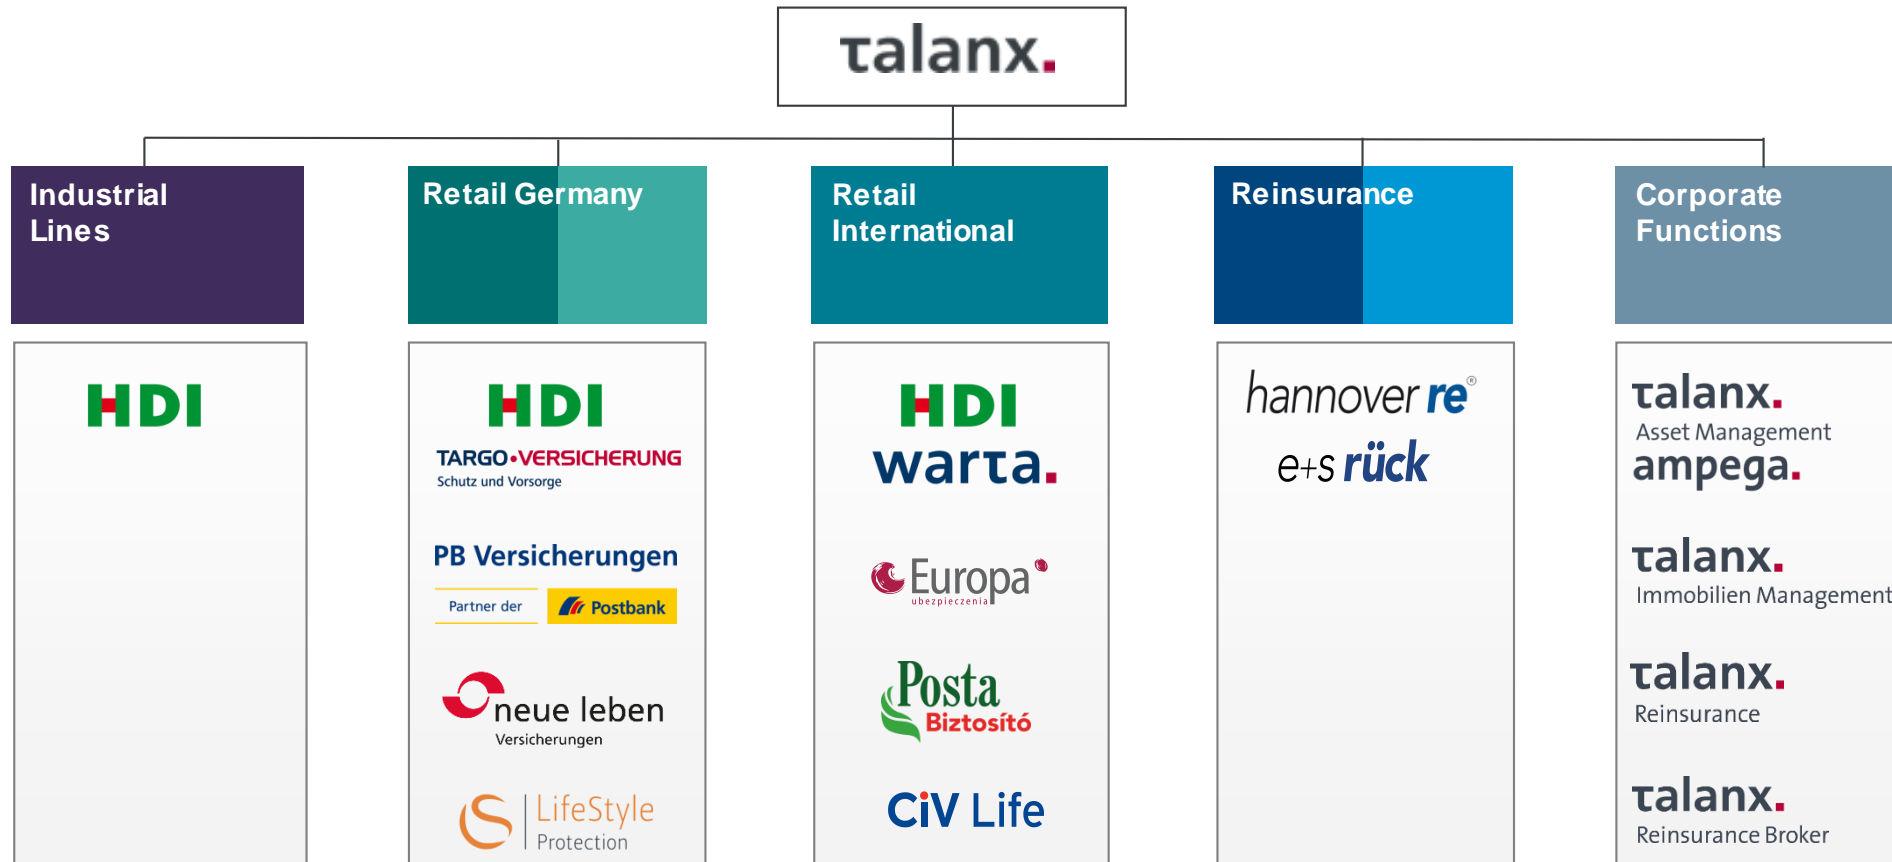 talanx.
Industrial
Lines
Retail Germany
Retail
International
Reinsurance
Corporate
Functions
HDI
HDI
TARGO•VERSICHERUNG
Schutz und Vorsorge
PB Versicherungen
Partner der
Postbank
neue leben
Versicherungen
LifeStyle
Protection
HDI
warta.
Europa
ubezpieczenia
Posta
Biztosító
CiV Life
hannover re®
e+s rück
talanx.
Asset Management
ampega.
talanx.
Immobilien Management
talanx.
Reinsurance
talanx.
Reinsurance Broker